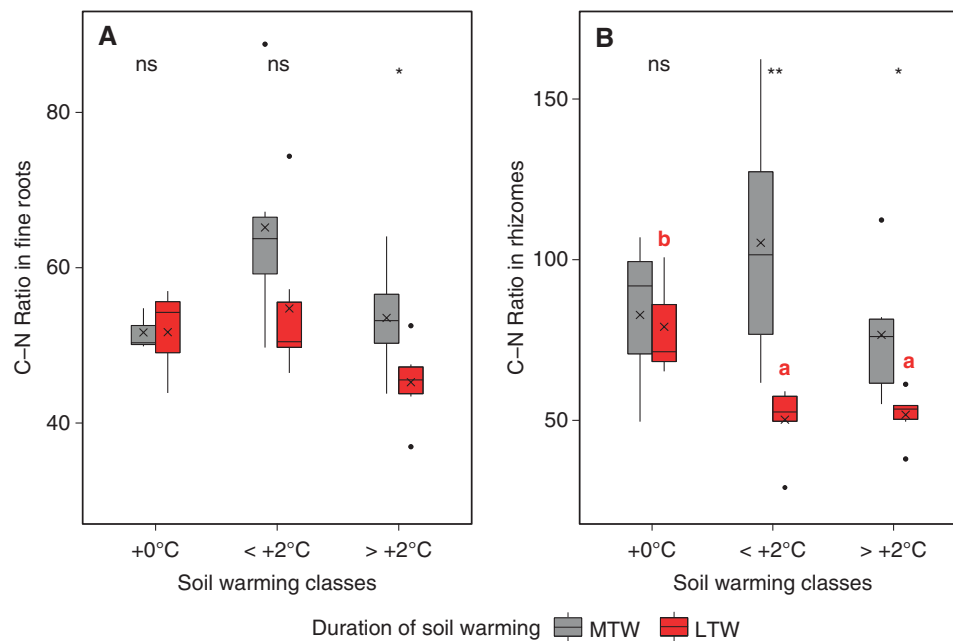 A
ns
ns
*
80
60
40
C–N Ratio in fine roots
+0°C
< +2°C
> +2°C
Soil warming classes
B
ns
**
*
150
100
50
C–N Ratio in rhizomes
b
a
a
+0°C
< +2°C
> +2°C
Soil warming classes
Duration of soil warming MTW LTW